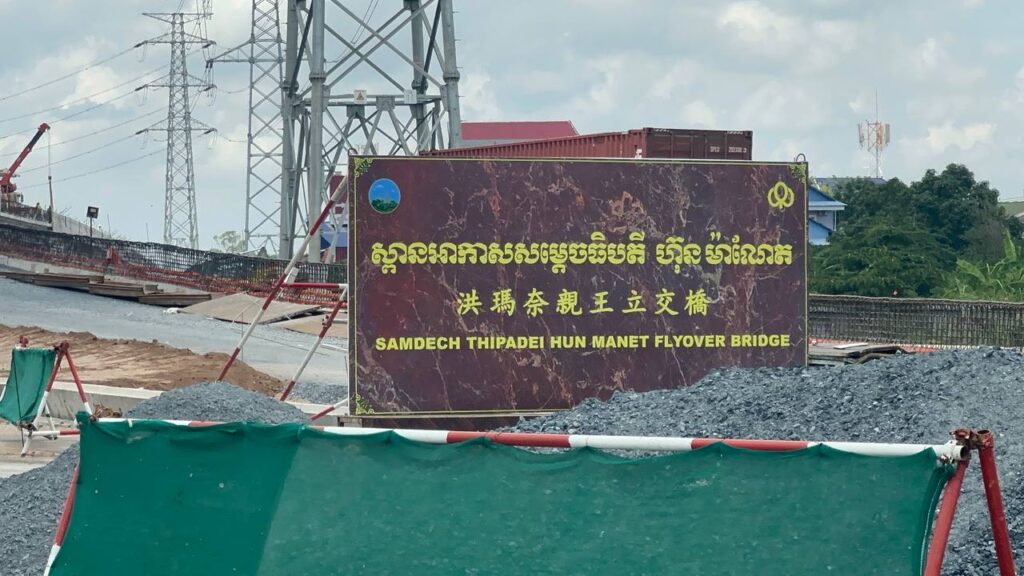 ស្ពានអាកាសសម្តេចធិបតី ហ៊ុន ម៉ាណែត
洪瑪奈親王立交橋
SAMDECH THIPADEI HUN MANET FLYOVER BRIDGE